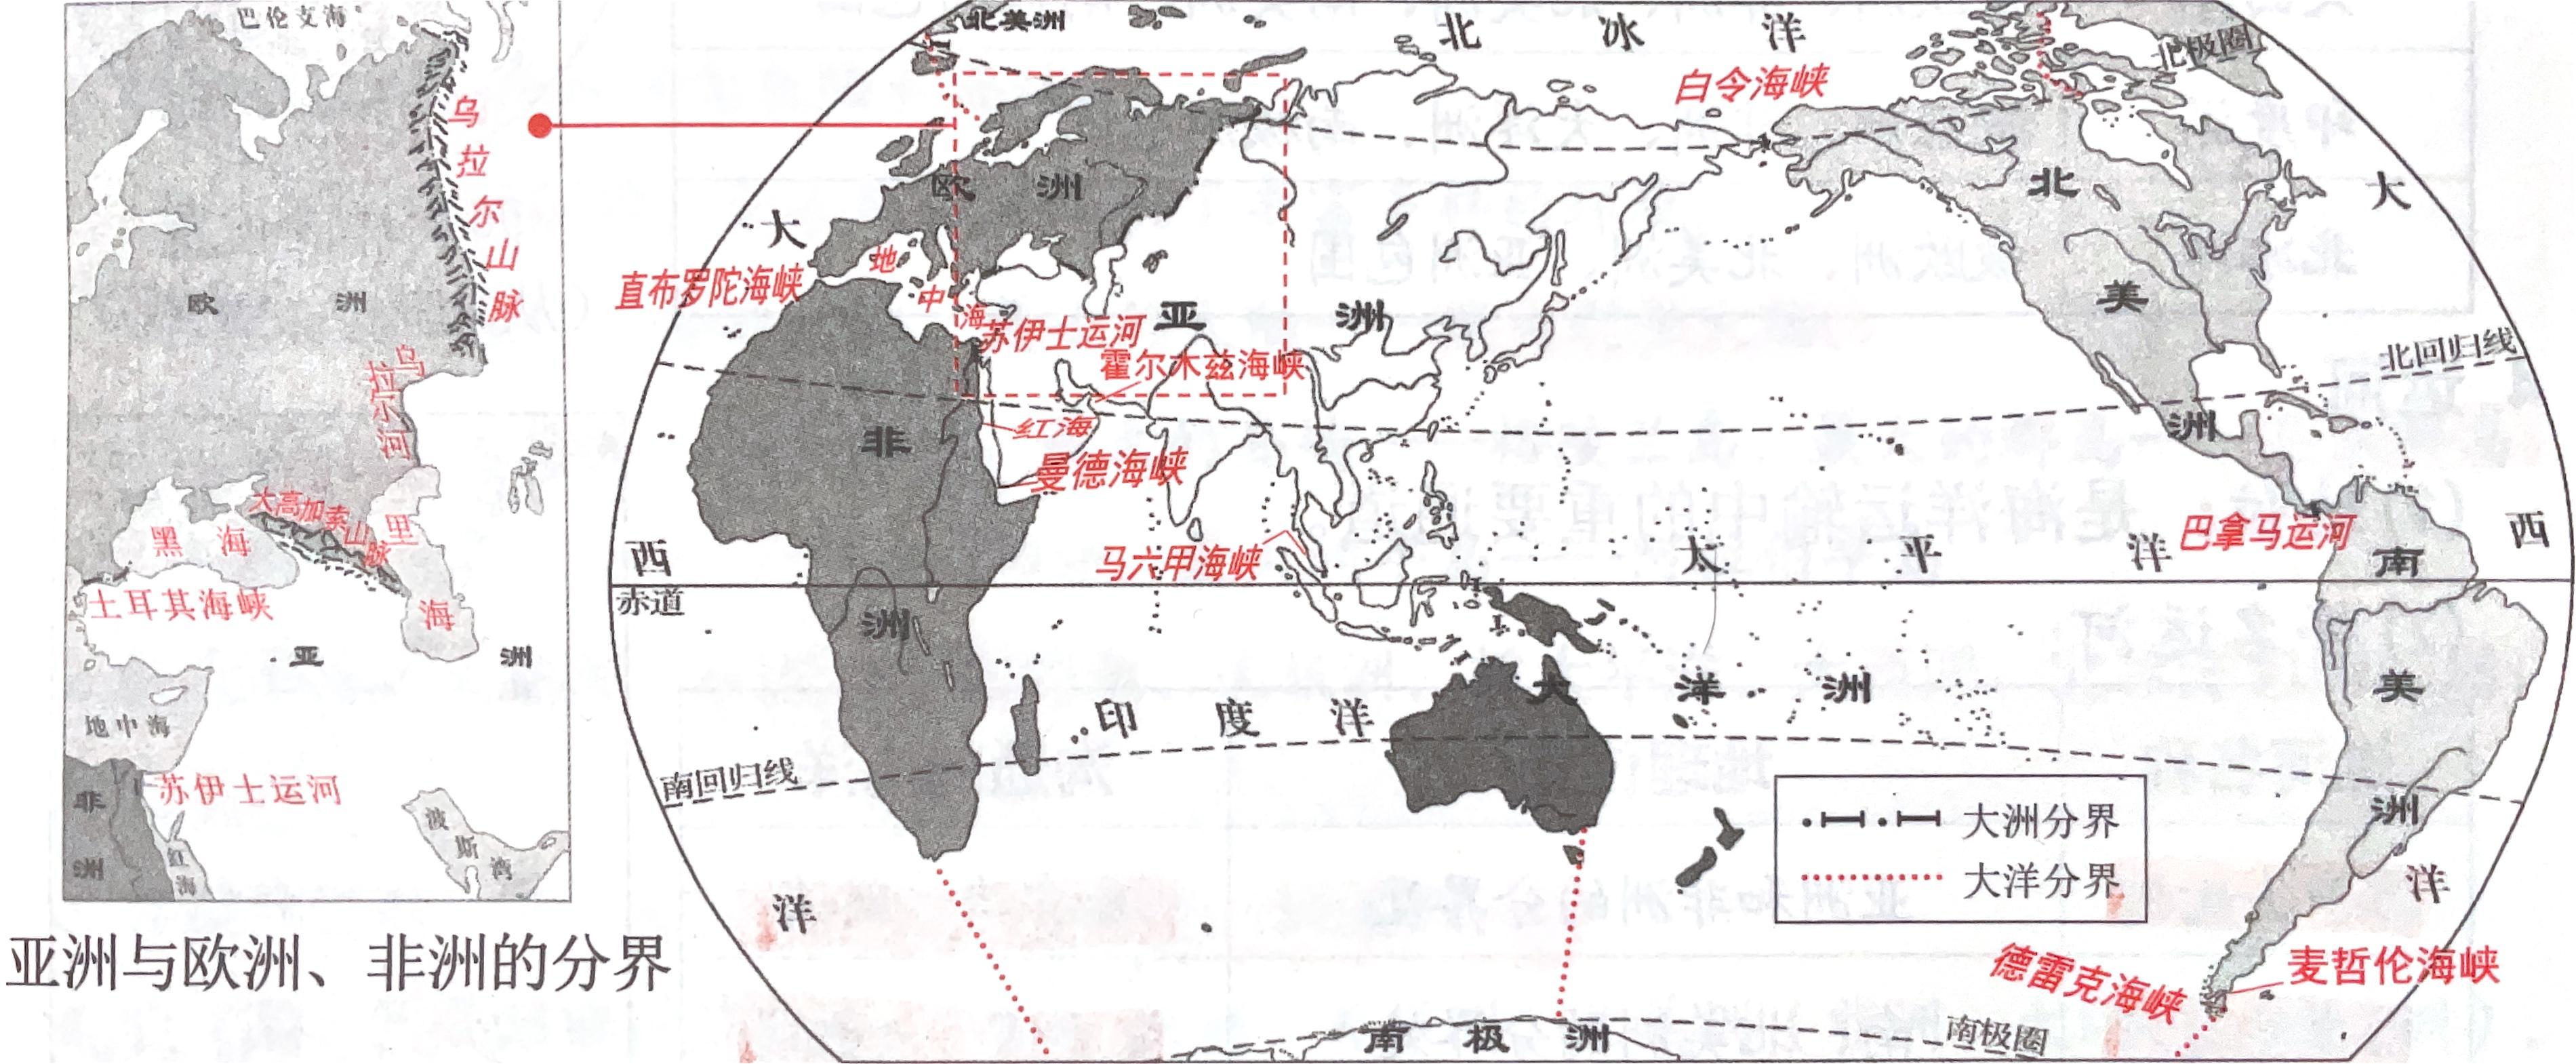 巴伦支海
乌拉尔山脉
欧洲
乌拉尔河
大高加索山脉
黑海
里海
土耳其海峡
亚洲
地中海
苏伊士运河
非洲
红海
波斯湾
亚洲与欧洲、非洲的分界
北美洲
北冰洋
北极圈
白令海峡
欧洲
大西洋
直布罗陀海峡
地中海
苏伊士运河
亚洲
霍尔木兹海峡
红海
曼德海峡
非洲
马六甲海峡
赤道
印度洋
南回归线
太平洋
大洋洲
北美洲
大西洋
北回归线
巴拿马运河
南美洲
大洲分界
大洋分界
德雷克海峡
麦哲伦海峡
南极洲
南极圈